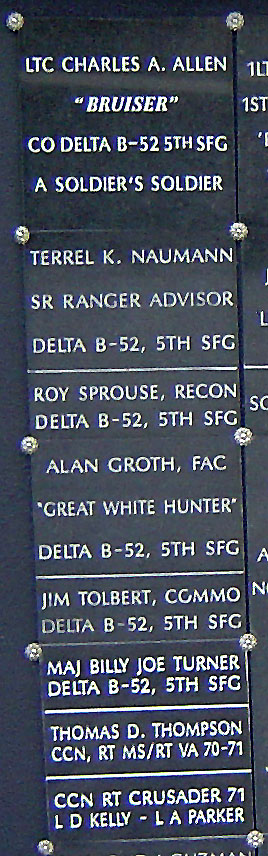 LTC CHARLES A. ALLEN
"BRUISER"
CO DELTA B-52 5TH SFG
A SOLDIER'S SOLDIER
TERREL K. NAUMANN
SR RANGER ADVISOR
DELTA B-52, 5TH SFG
ROY SPROUSE, RECON
DELTA B-52, 5TH SFG
ALAN GROTH, FAC
"GREAT WHITE HUNTER"
DELTA B-52, 5TH SFG
JIM TOLBERT, COMMO
DELTA B-52, 5TH SFG
MAJ BILLY JOE TURNER
DELTA B-52, 5TH SFG
THOMAS D. THOMPSON
CCN, RT MS/RT VA 70-71
CCN RT CRUSADER 71
L D KELLY - L A PARKER